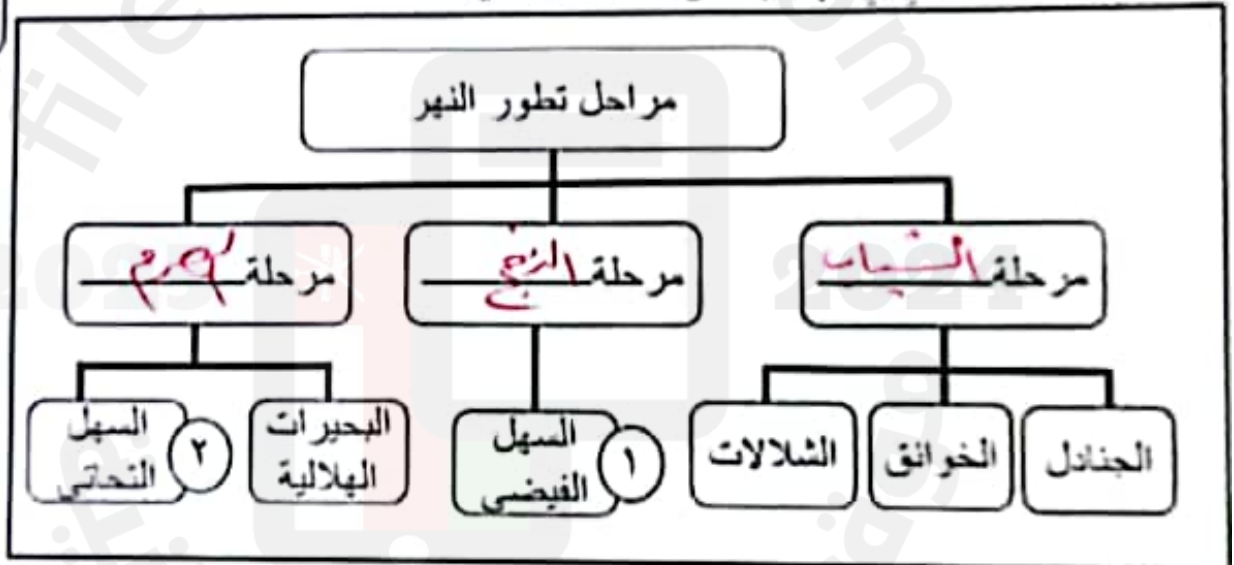 مراحل تطور النهر
مرحلة الشباب
مرحلة النضج
مرحلة الهرم
الجنادل
الخوانق
الشلالات
١
السهل
الفيضي
البحيرات
الهلالية
٢
السهل
التحاتي